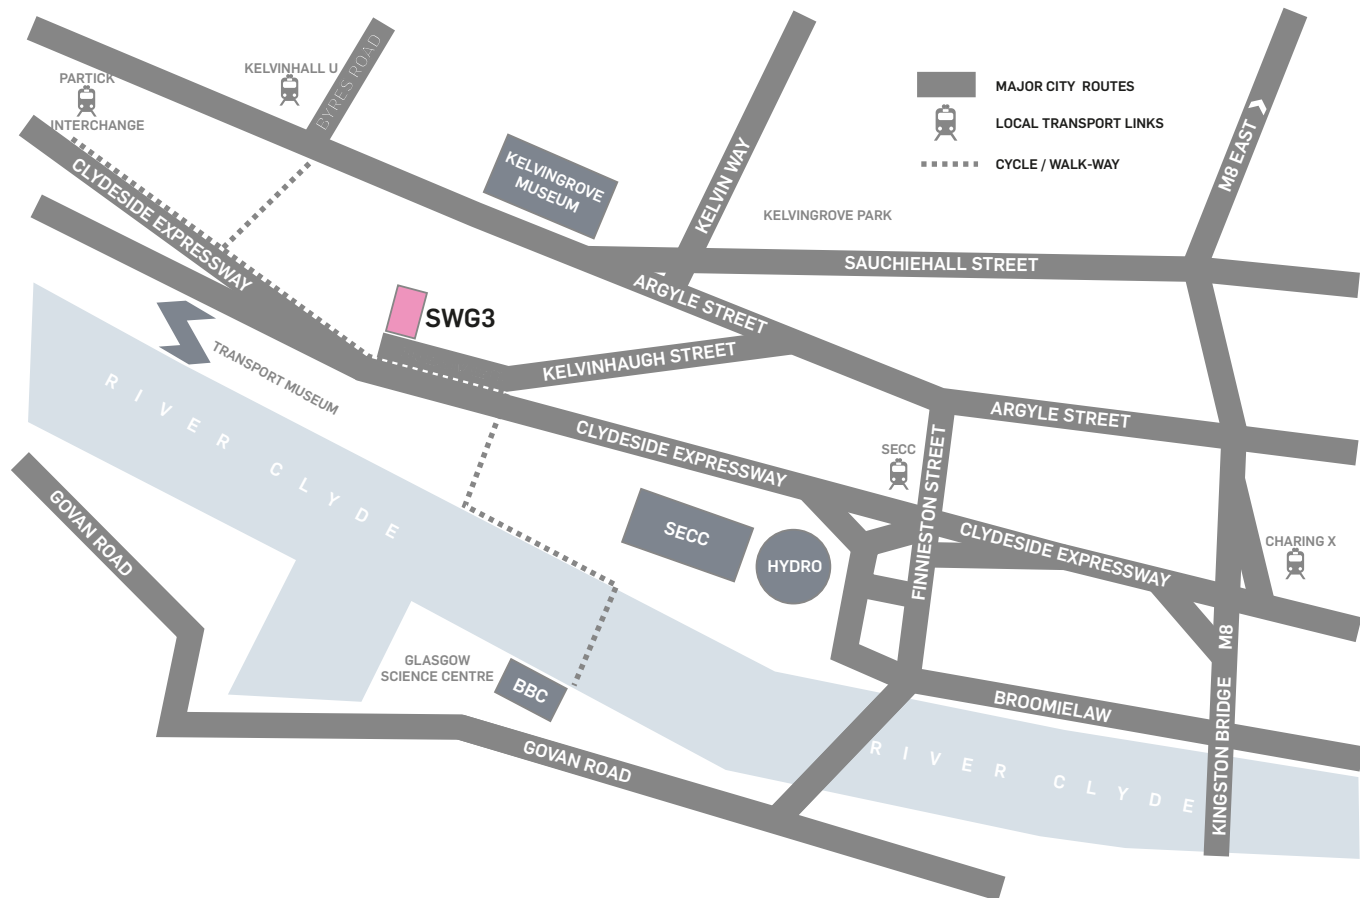 PARTICK
INTERCHANGE
KELVINHALL U
BYRES ROAD
KELVINGROVE
MUSEUM
KELVIN WAY
KELVINGROVE PARK
MAJOR CITY ROUTES
LOCAL TRANSPORT LINKS
CYCLE / WALK-WAY
M8 EAST
CLYDESIDE EXPRESSWAY
SAUCHIEHALL STREET
ARGYLE STREET
SWG3
KELVINHAUGH STREET
TRANSPORT MUSEUM
RIVER CLYDE
ARGYLE STREET
CLYDESIDE EXPRESSWAY
SECC
FINNIESTON STREET
SECC
HYDRO
CLYDESIDE EXPRESSWAY
CHARING X
GOVAN ROAD
GLASGOW
SCIENCE CENTRE
BBC
M8
BROOMIELAW
KINGSTON BRIDGE
GOVAN ROAD
RIVER CLYDE